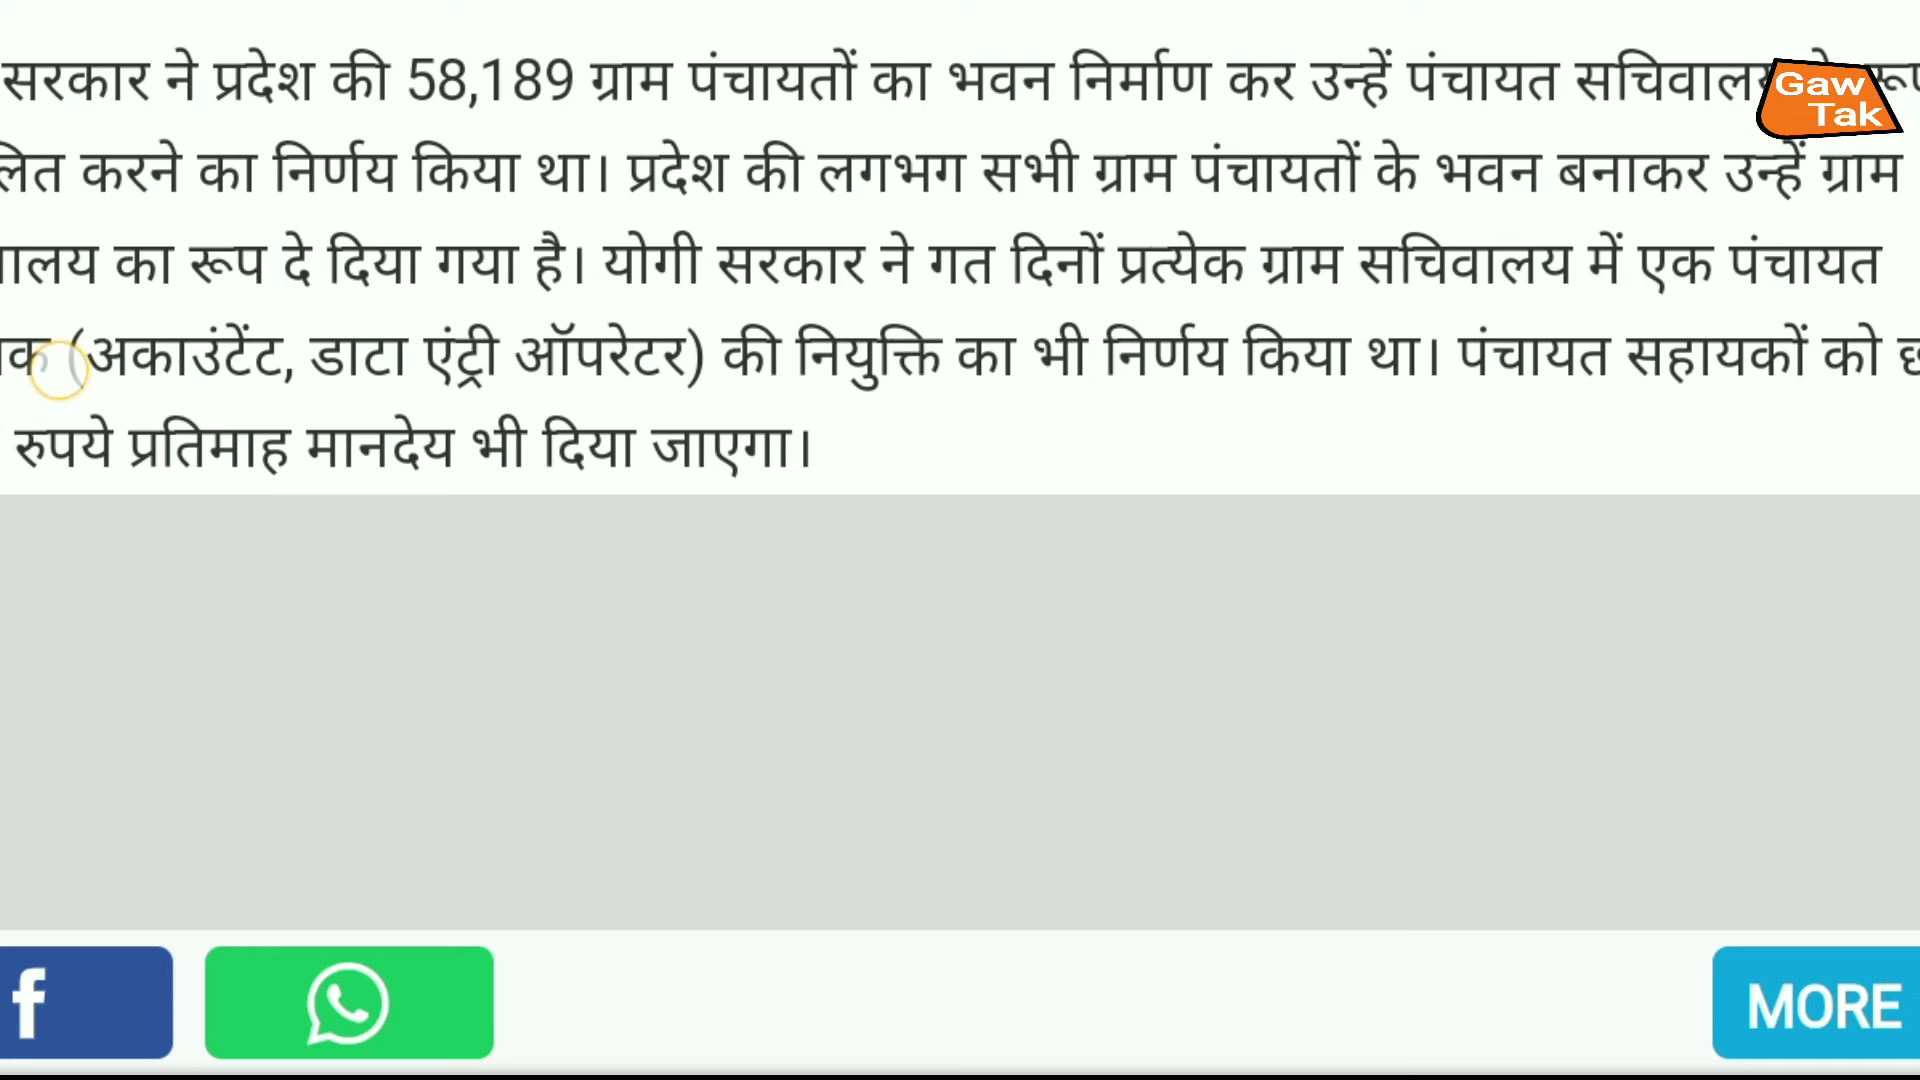 सरकार ने प्रदेश की 58,189 ग्राम पंचायतों का भवन निर्माण कर उन्हें पंचायत
Gaw
Tak
करने का निर्णय किया था। प्रदेश की लगभग सभी ग्राम पंचायतों के भवन बनाकर उन्हें ग्राम
का रूप दे दिया गया है। योगी सरकार ने गत दिनों प्रत्येक ग्राम सचिवालय में एक पंचायत
(अकाउंटेंट, डाटा एंट्री ऑपरेटर) की नियुक्ति का भी निर्णय किया था। पंचायत सहायकों को
रुपये प्रतिमाह मानदेय भी दिया जाएगा।
f
MORE